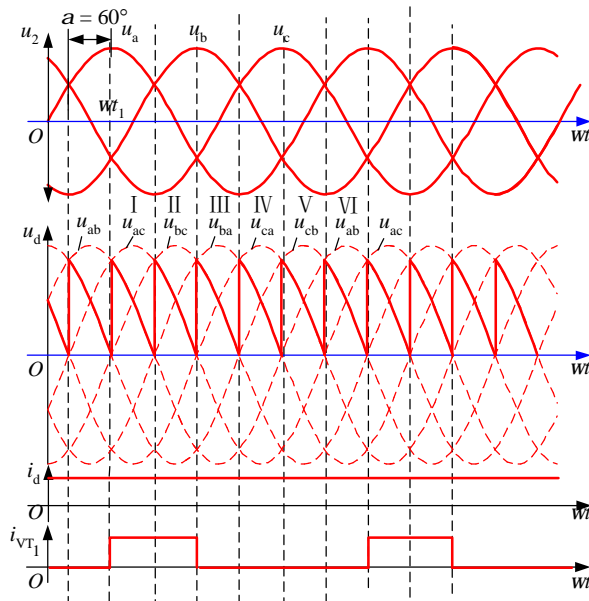 a = 60°
u2 ua ub uc
wt1
O wt
I II III IV V VI
ud uab uac ubc uba uca ucb uab uac
O wt
id
O wt
iVT1
O wt